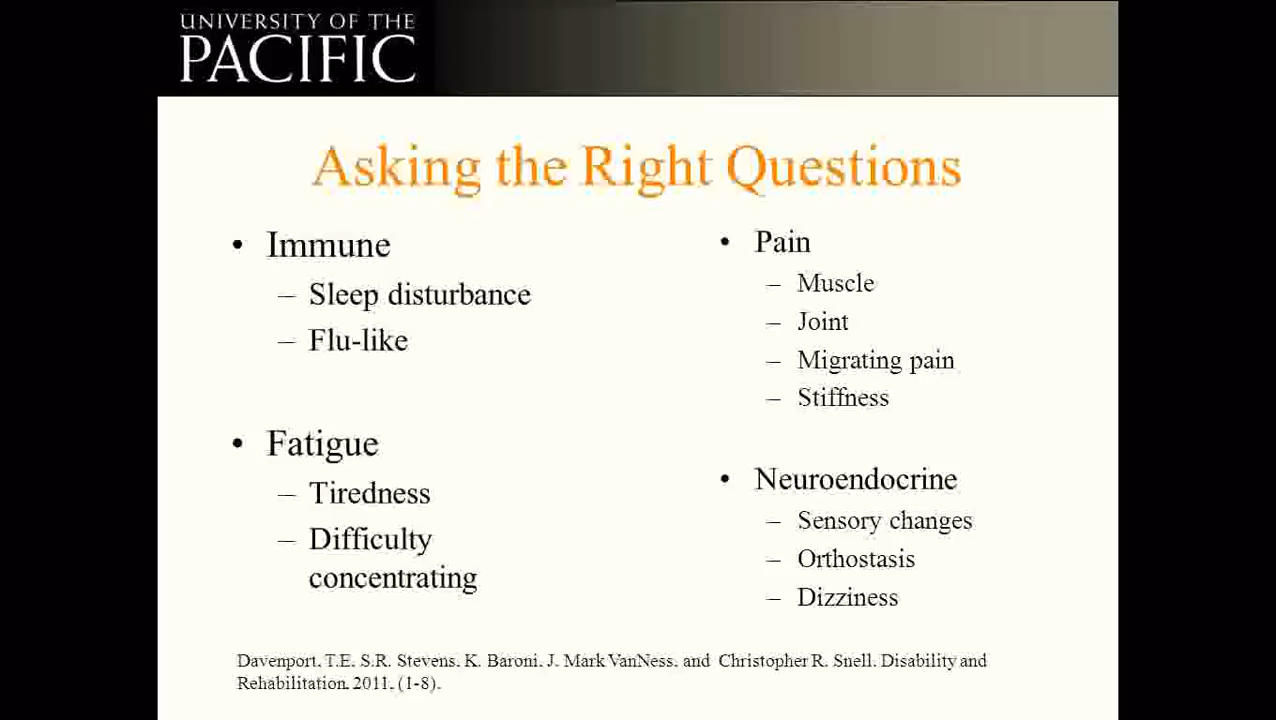 UNIVERSITY OF THE
PACIFIC
Asking the Right Questions
• Immune
– Sleep disturbance
– Flu-like
• Fatigue
– Tiredness
– Difficulty
concentrating
• Pain
– Muscle
– Joint
– Migrating pain
– Stiffness
• Neuroendocrine
– Sensory changes
– Orthostasis
– Dizziness
Davenport, T.E, S.R. Stevens, K. Baroni, J. Mark VanNess, and Christopher R. Snell. Disability and
Rehabilitation, 2011, (1-8).